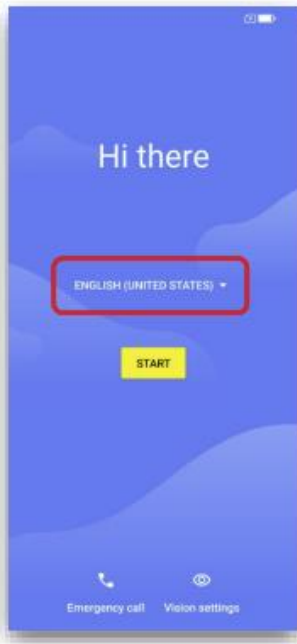 Hi there
ENGLISH (UNITED STATES)
START
Emergency call Vision settings